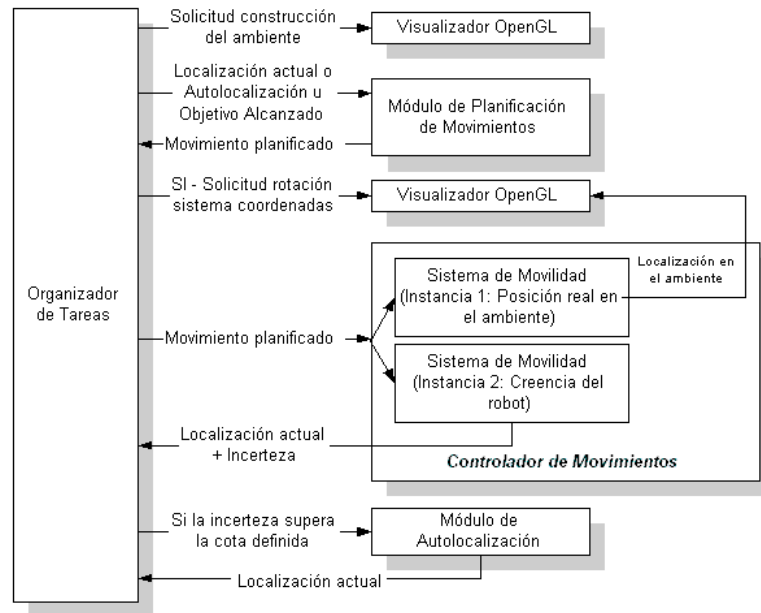 Solicitud construcción
del ambiente
Visualizador OpenGL
Localización actual o
Autolocalización u
Objetivo Alcanzado
Módulo de Planificación
de Movimientos
Movimiento planificado
SI - Solicitud rotación
sistema coordenadas
Visualizador OpenGL
Localización en
el ambiente
Organizador
de Tareas
Sistema de Movilidad
(Instancia 1: Posición real en
el ambiente)
Movimiento planificado
Sistema de Movilidad
(Instancia 2: Creencia del
robot)
Localización actual
+ Incerteza
Controlador de Movimientos
Si la incerteza supera
la cota definida
Módulo de
Autolocalización
Localización actual